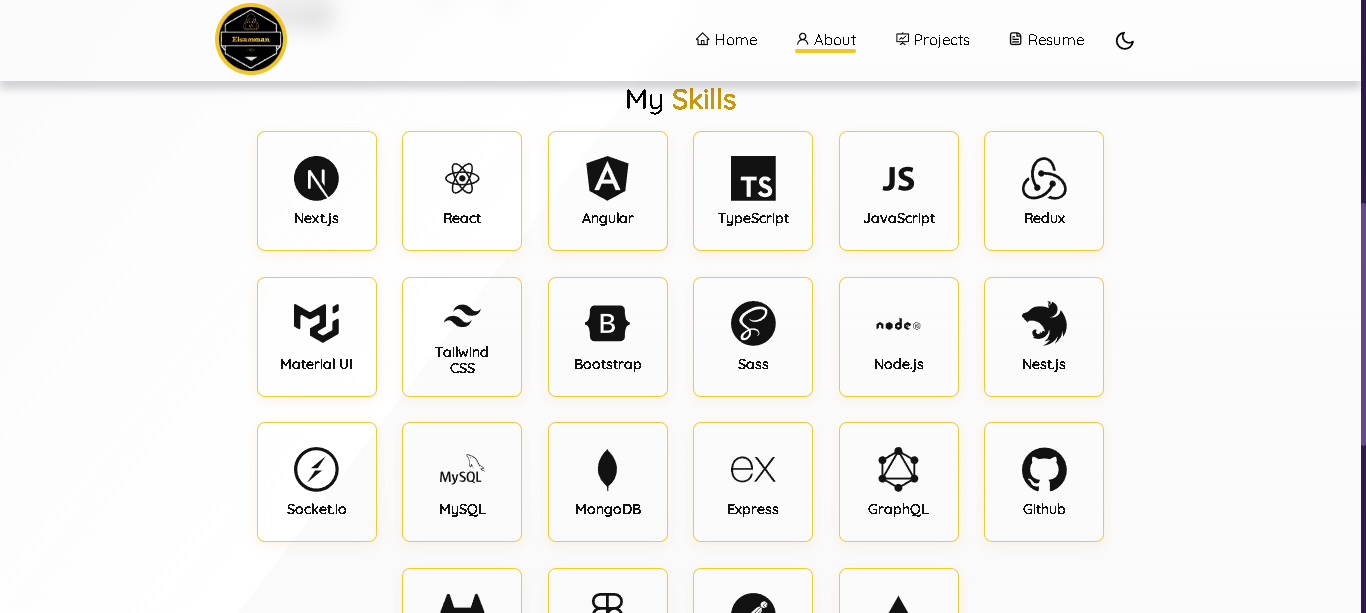 Elsamman
Home
About
Projects
Resume
My Skills
Next.js
React
Angular
TS
TypeScript
JS
JavaScript
Redux
Material UI
Tailwind
CSS
B
Bootstrap
Sass
node
Node.js
Nest.js
Socket.io
MySQL
MySQL
MongoDB
ex
Express
GraphQL
Github